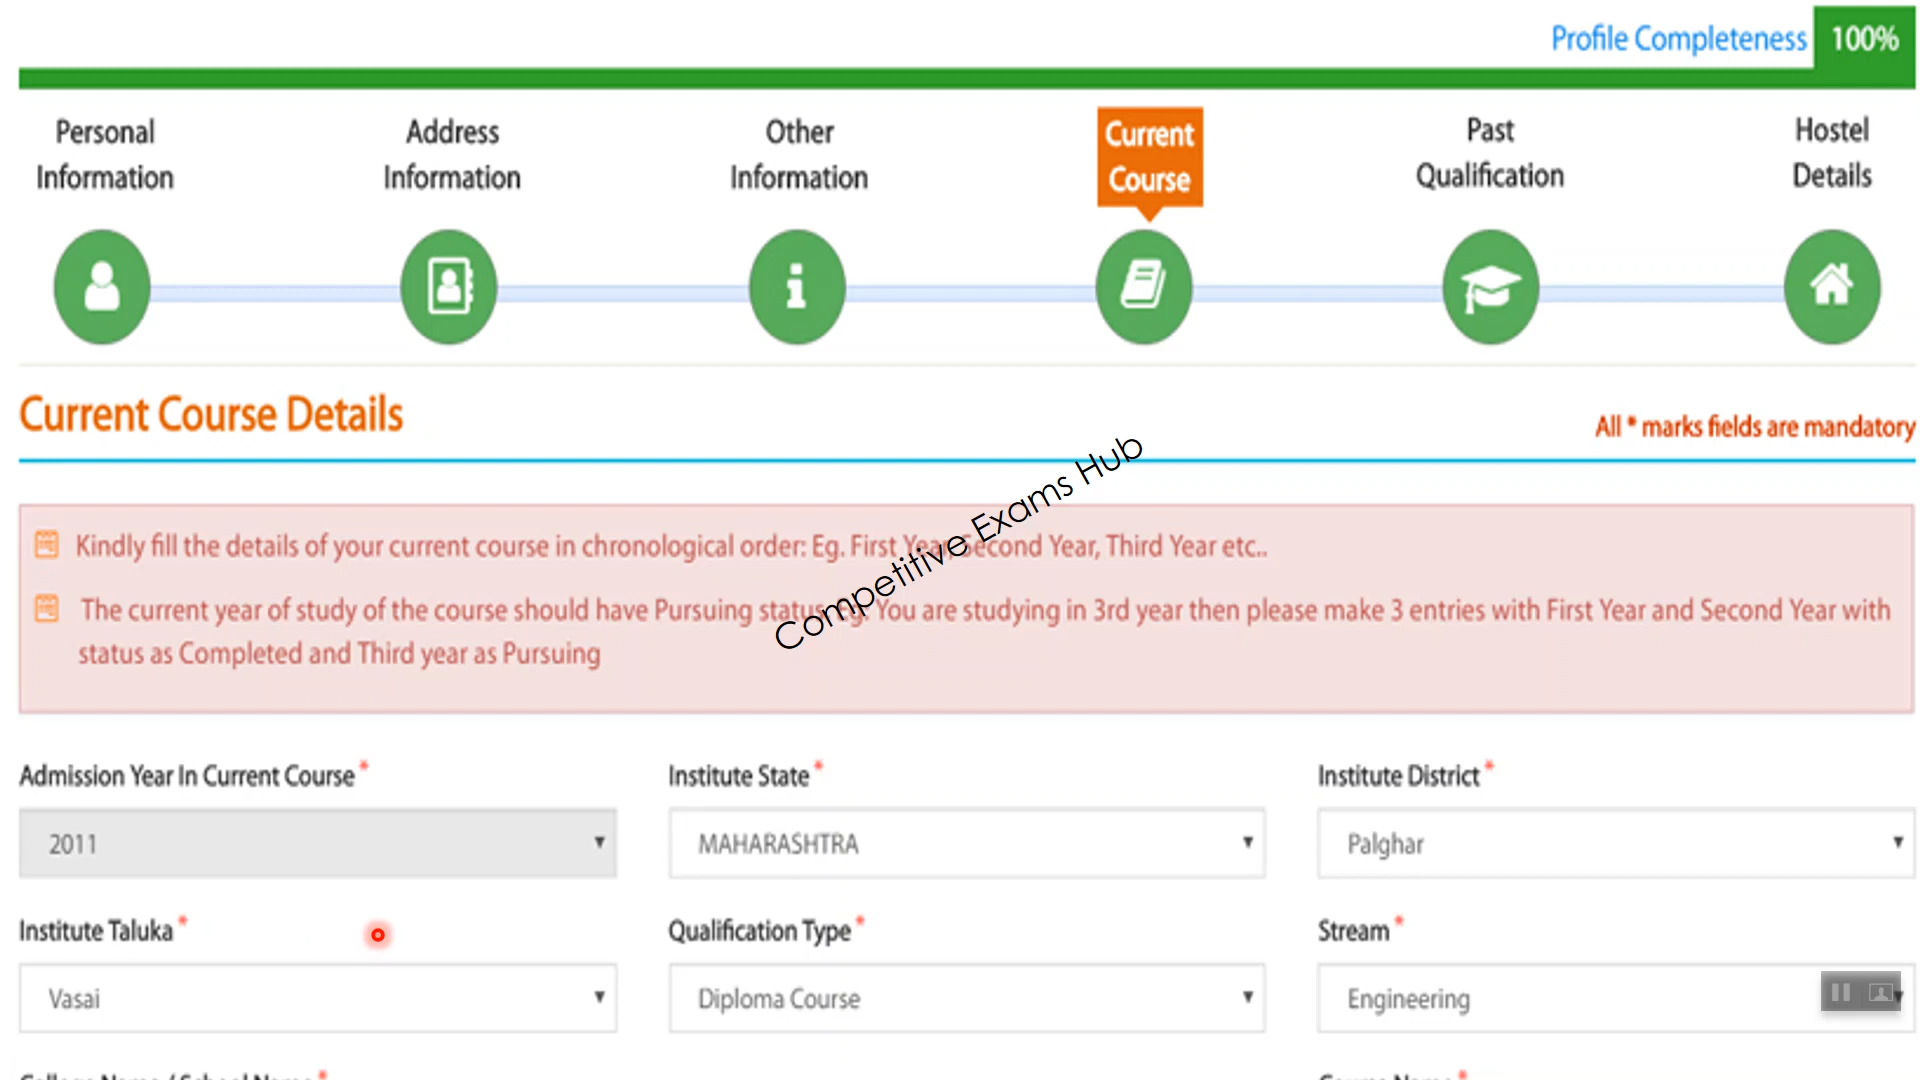 Profile Completeness 100%
Personal Information
Address Information
Other Information
Current Course
Past Qualification
Hostel Details
Current Course Details
All * marks fields are mandatory
Competitive Exams Hub
Kindly fill the details of your current course in chronological order: Eg. First Year, Second Year, Third Year etc..
The current year of study of the course should have Pursuing status. Eg. You are studying in 3rd year then please make 3 entries with First Year and Second Year with
status as Completed and Third year as Pursuing
Admission Year In Current Course *
2011
Institute State *
MAHARASHTRA
Institute District *
Palghar
Institute Taluka *
Vasai
Qualification Type *
Diploma Course
Stream *
Engineering